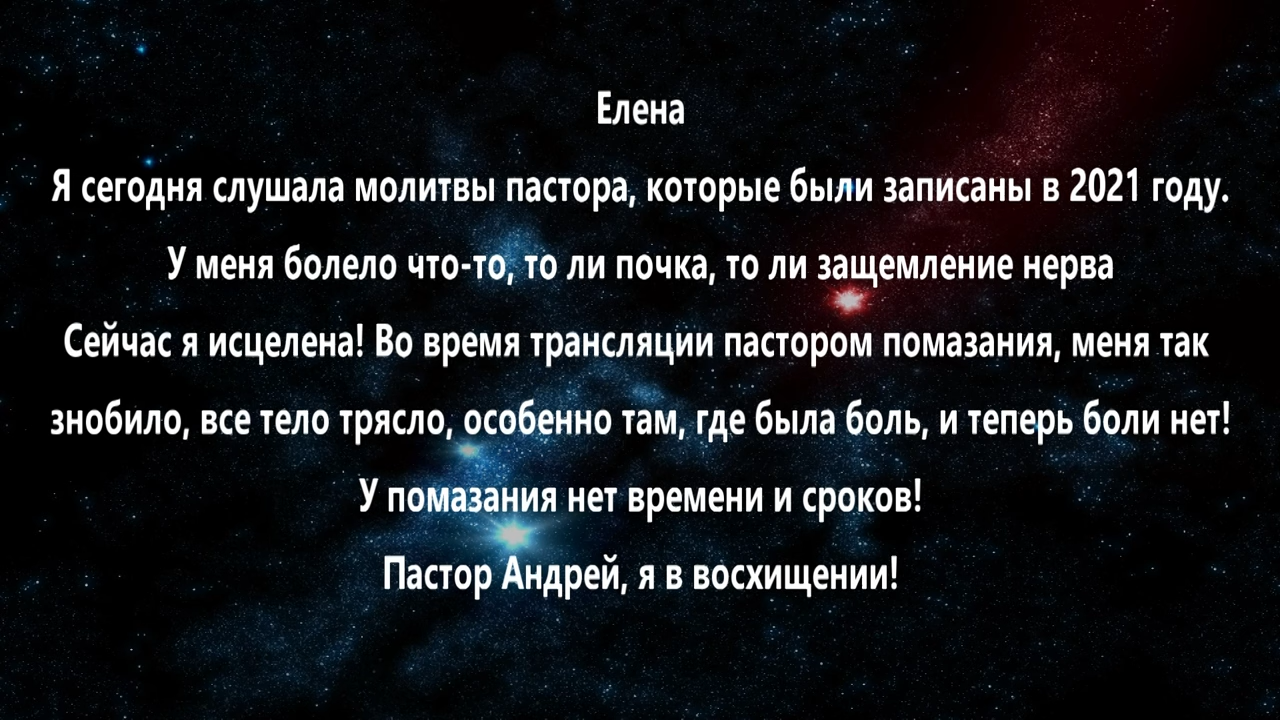 Елена
Я сегодня слушала молитвы пастора, которые были записаны в 2021 году.
У меня болело что-то, то ли почка, то ли защемление нерва
Сейчас я исцелена! Во время трансляции пастором помазания, меня так
знобило, все тело трясло, особенно там, где была боль, и теперь боли нет!
У помазания нет времени и сроков!
Пастор Андрей, я в восхищении!